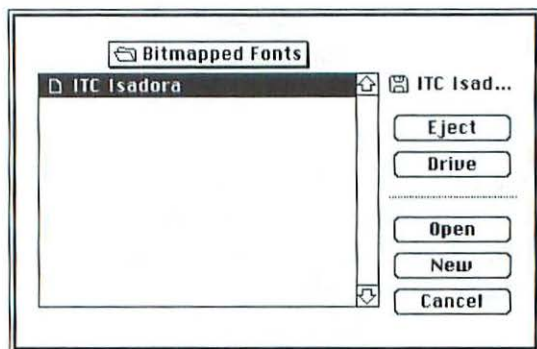 Bitmapped Fonts
ITC Isadora
ITC Isad...
Eject
Drive
Open
New
Cancel